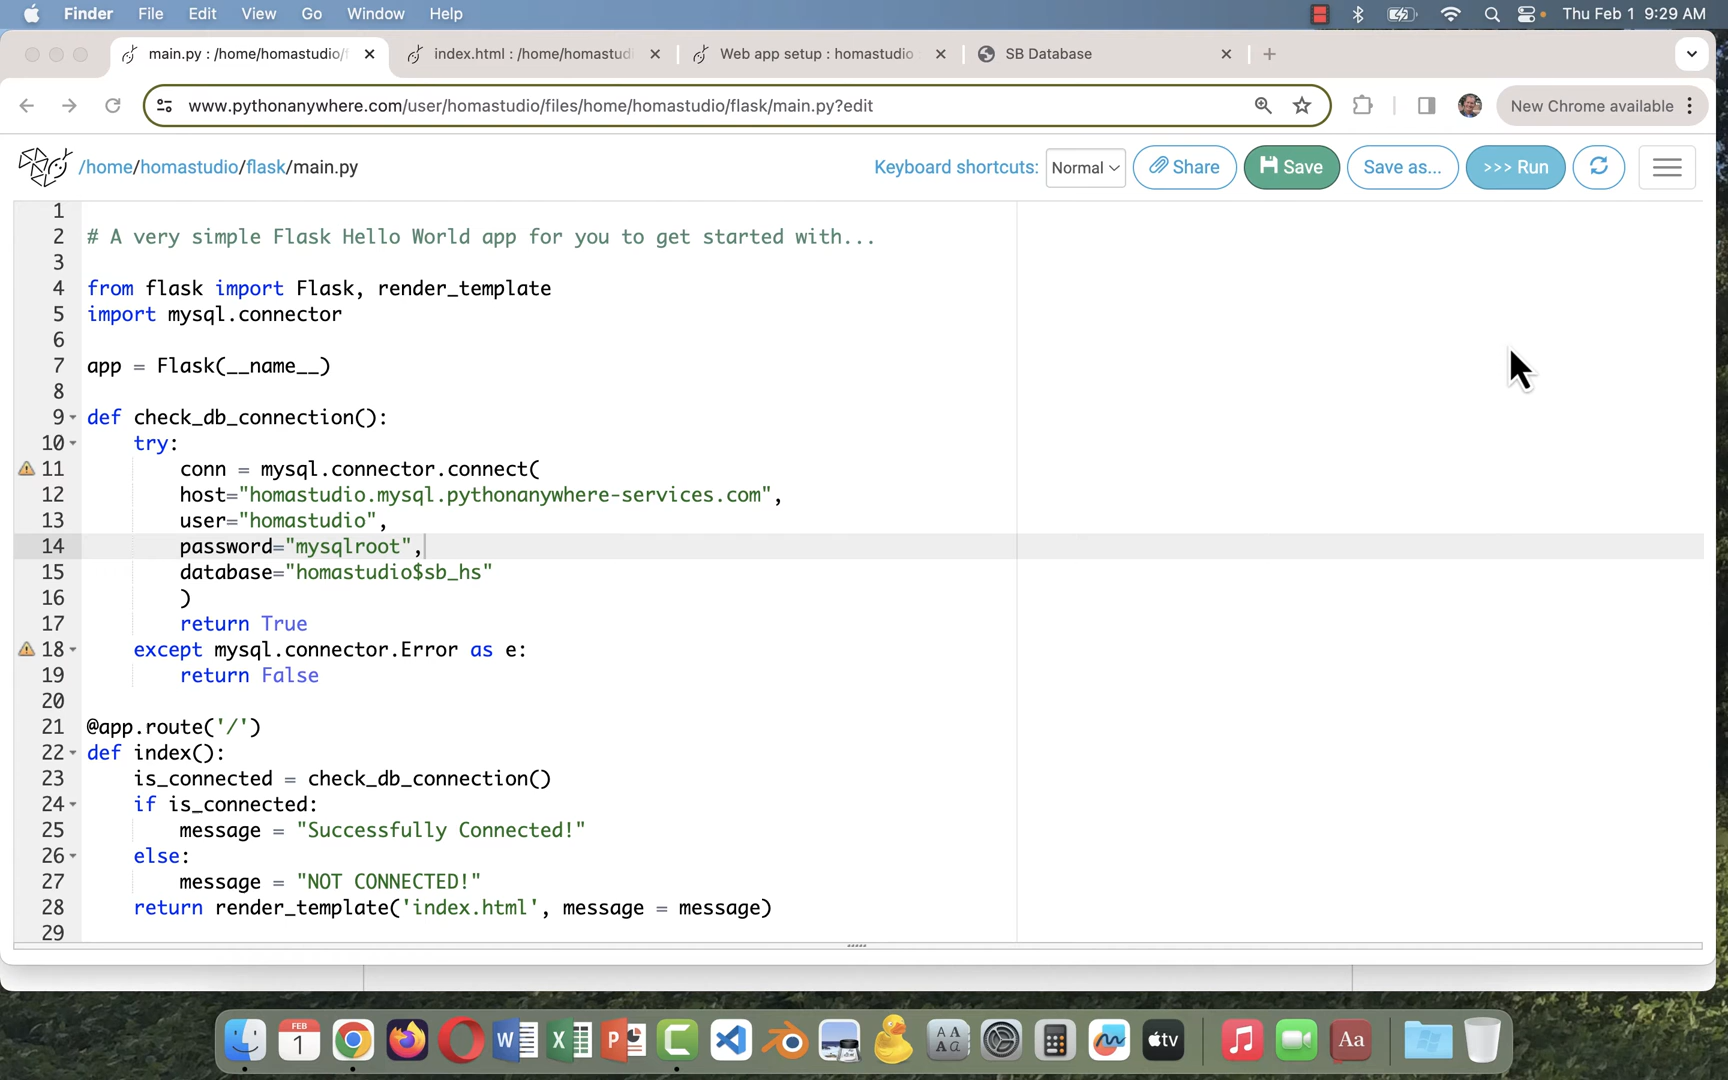 Finder File Edit View Go Window Help Thu Feb 1 9:29 AM
main.py : /home/homastudio/f index.html : /home/homastudi Web app setup : homastudio SB Database
www.pythonanywhere.com/user/homastudio/files/home/homastudio/flask/main.py?edit New Chrome available
/home/homastudio/flask/main.py Keyboard shortcuts: Normal Share Save Save as... >>> Run
1
2 # A very simple Flask Hello World app for you to get started with...
3
4 from flask import Flask, render_template
5 import mysql.connector
6
7 app = Flask(__name__)
8
9 def check_db_connection():
10 try:
11 conn = mysql.connector.connect(
12 host="homastudio.mysql.pythonanywhere-services.com",
13 user="homastudio",
14 password="mysqlroot",
15 database="homastudio$sb_hs"
16 )
17 return True
18 except mysql.connector.Error as e:
19 return False
20
21 @app.route('/')
22 def index():
23 is_connected = check_db_connection()
24 if is_connected:
25 message = "Successfully Connected!"
26 else:
27 message = "NOT CONNECTED!"
28 return render_template('index.html', message = message)
29
FEB
1
W X P tv Aa
AA
AA